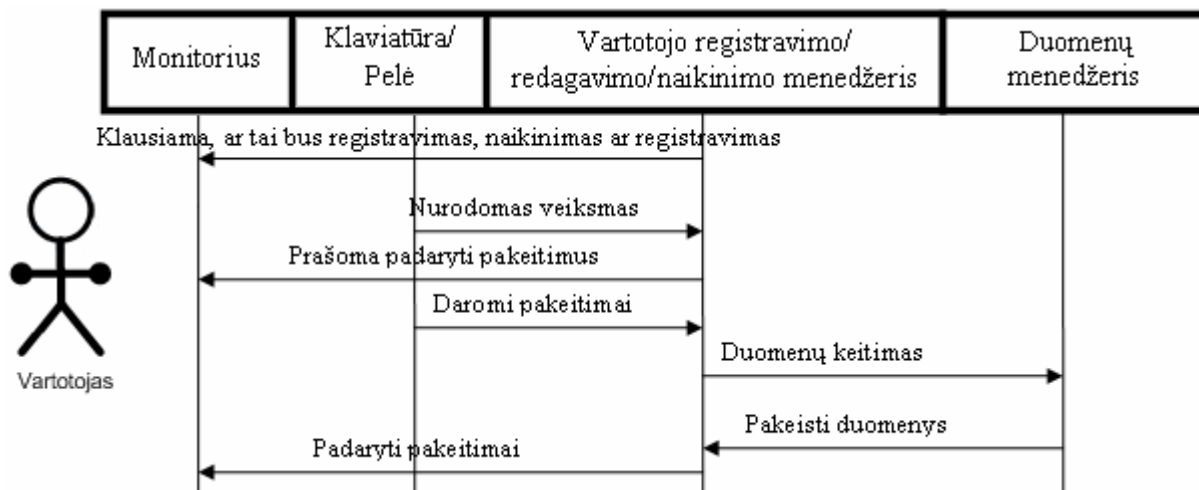 Monitorius
Klaviatūra/
Pelė
Vartotojo registravimo/
redagavimo/naikinimo menedžeris
Duomenų
menedžeris
Klausiama, ar tai bus registravimas, naikinimas ar registravimas
Nurodomas veiksmas
Prašoma padaryti pakeitimus
Daromi pakeitimai
Duomenų keitimas
Vartotojas
Pakeisti duomenys
Padaryti pakeitimai